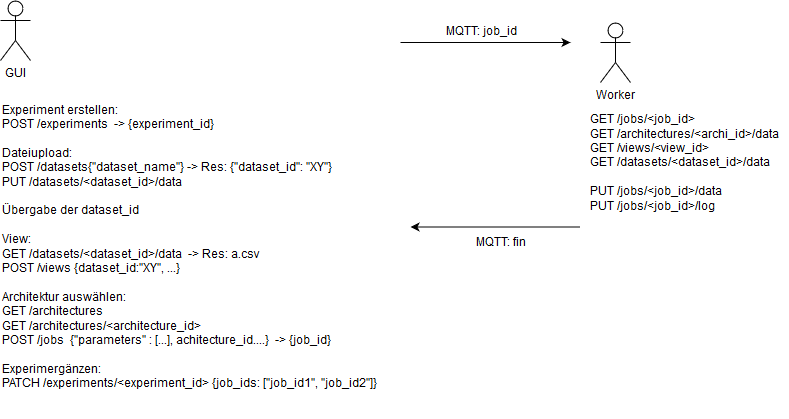 GUI
Experiment erstellen:
POST /experiments -> {experiment_id}
Dateiupload:
POST /datasets{"dataset_name"} -> Res: {"dataset_id": "XY"}
PUT /datasets/<dataset_id>/data
Übergabe der dataset_id
View:
GET /datasets/<dataset_id>/data -> Res: a.csv
POST /views {dataset_id:"XY", ...}
Architektur auswählen:
GET /architectures
GET /architectures/<architecture_id>
POST /jobs {"parameters" : [...], achitecture_id....} -> {job_id}
Experimergänzen:
PATCH /experiments/<experiment_id> {job_ids: ["job_id1", "job_id2"]}
MQTT: job_id
MQTT: fin
Worker
GET /jobs/<job_id>
GET /architectures/<archi_id>/data
GET /views/<view_id>
GET /datasets/<dataset_id>/data
PUT /jobs/<job_id>/data
PUT /jobs/<job_id>/log